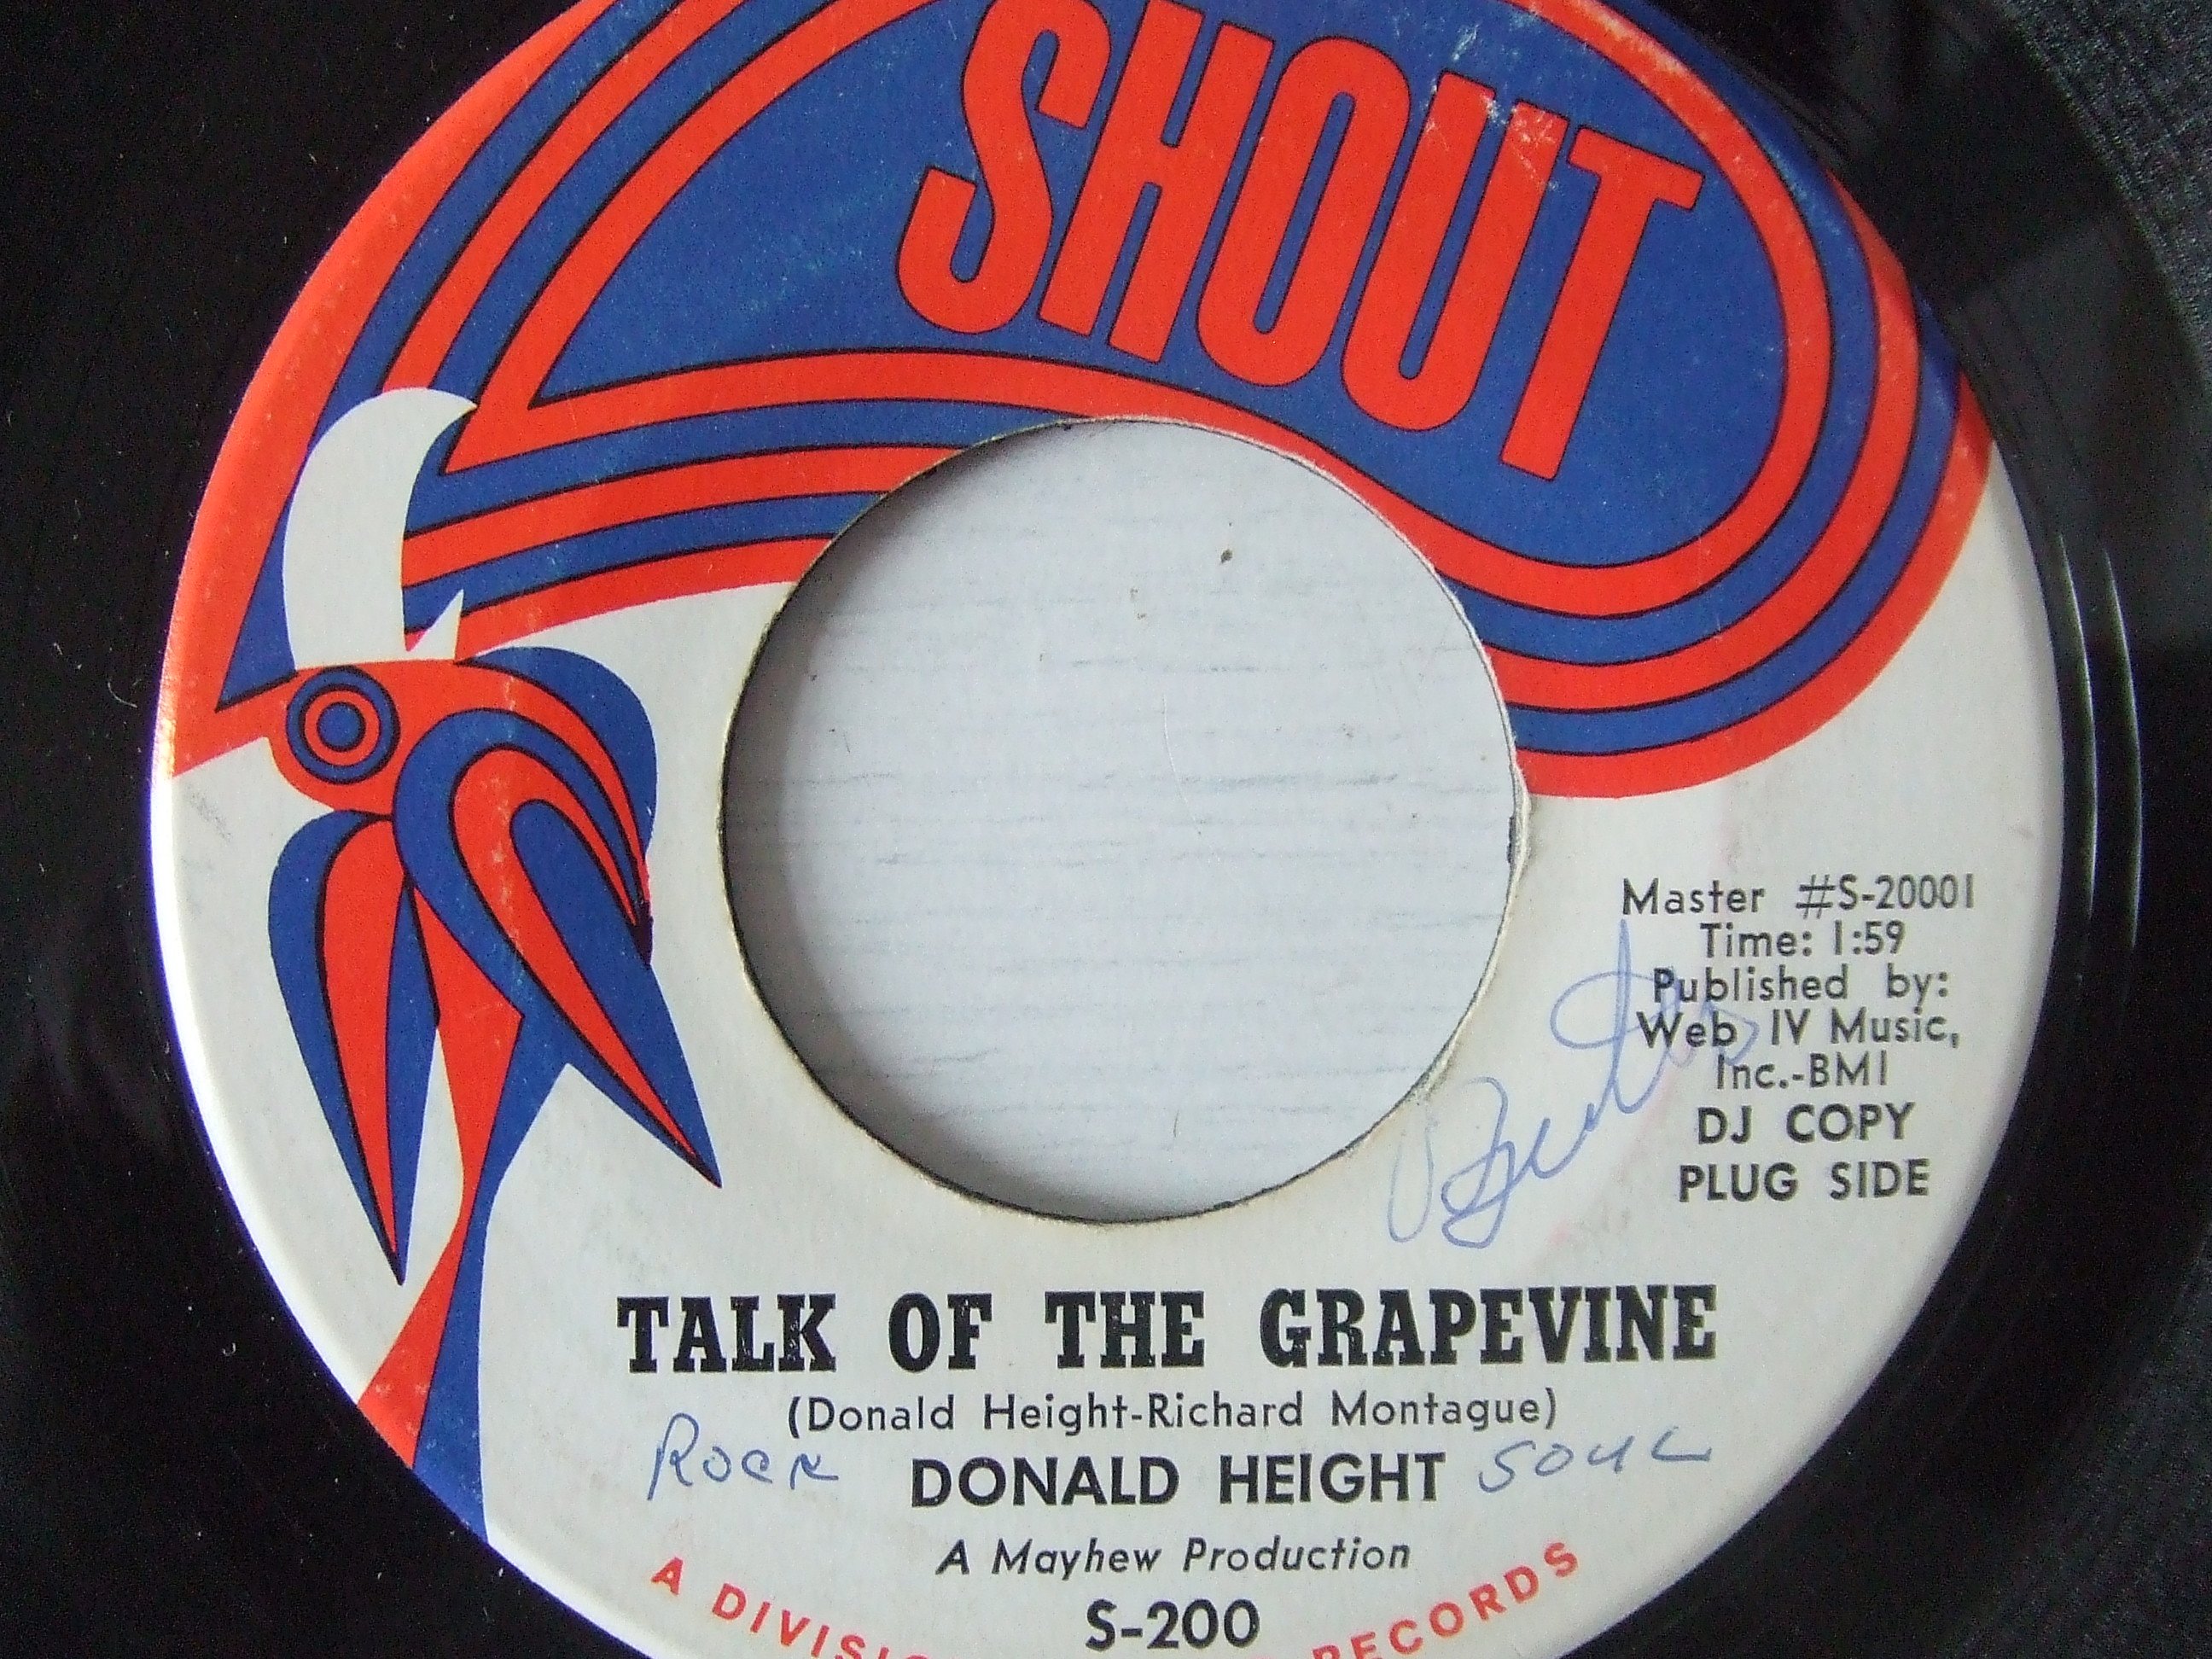 SHOUT
Master #S-20001
Time: 1:59
Published by:
Web IV Music,
Inc.-BMI
DJ COPY
PLUG SIDE
TALK OF THE GRAPEVINE
(Donald Height-Richard Montague)
Rock DONALD HEIGHT SOUL
A Mayhew Production
S-200
A DIVISIO RECORDS